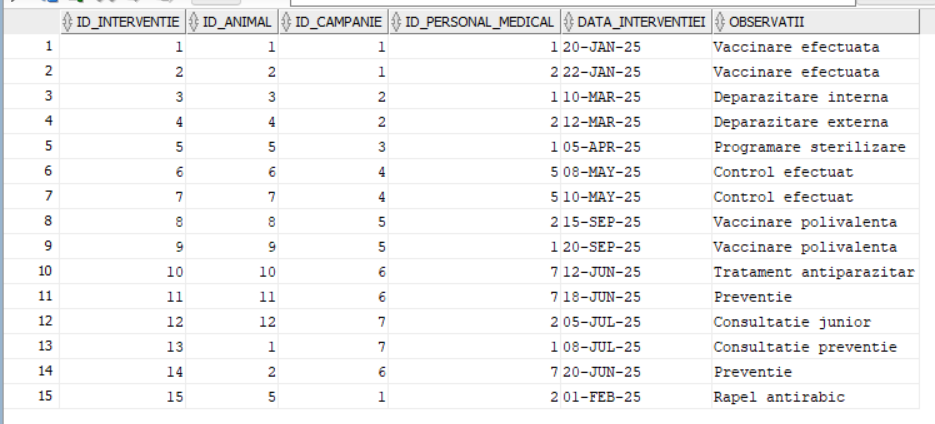 ID_INTERVENTIE ID_ANIMAL ID_CAMPANIE ID_PERSONAL_MEDICAL DATA_INTERVENTIEI OBSERVATII
1 1 1 1 1 20-JAN-25 Vaccinare efectuata
2 2 2 1 2 22-JAN-25 Vaccinare efectuata
3 3 3 2 1 10-MAR-25 Deparazitare interna
4 4 4 2 2 12-MAR-25 Deparazitare externa
5 5 5 3 1 05-APR-25 Programare sterilizare
6 6 6 4 5 08-MAY-25 Control efectuat
7 7 7 4 5 10-MAY-25 Control efectuat
8 8 8 5 2 15-SEP-25 Vaccinare polivalenta
9 9 9 5 1 20-SEP-25 Vaccinare polivalenta
10 10 10 6 7 12-JUN-25 Tratament antiparazitar
11 11 11 6 7 18-JUN-25 Preventie
12 12 12 7 2 05-JUL-25 Consultatie junior
13 13 1 7 1 08-JUL-25 Consultatie preventie
14 14 2 6 7 20-JUN-25 Preventie
15 15 5 1 2 01-FEB-25 Rapel antirabic